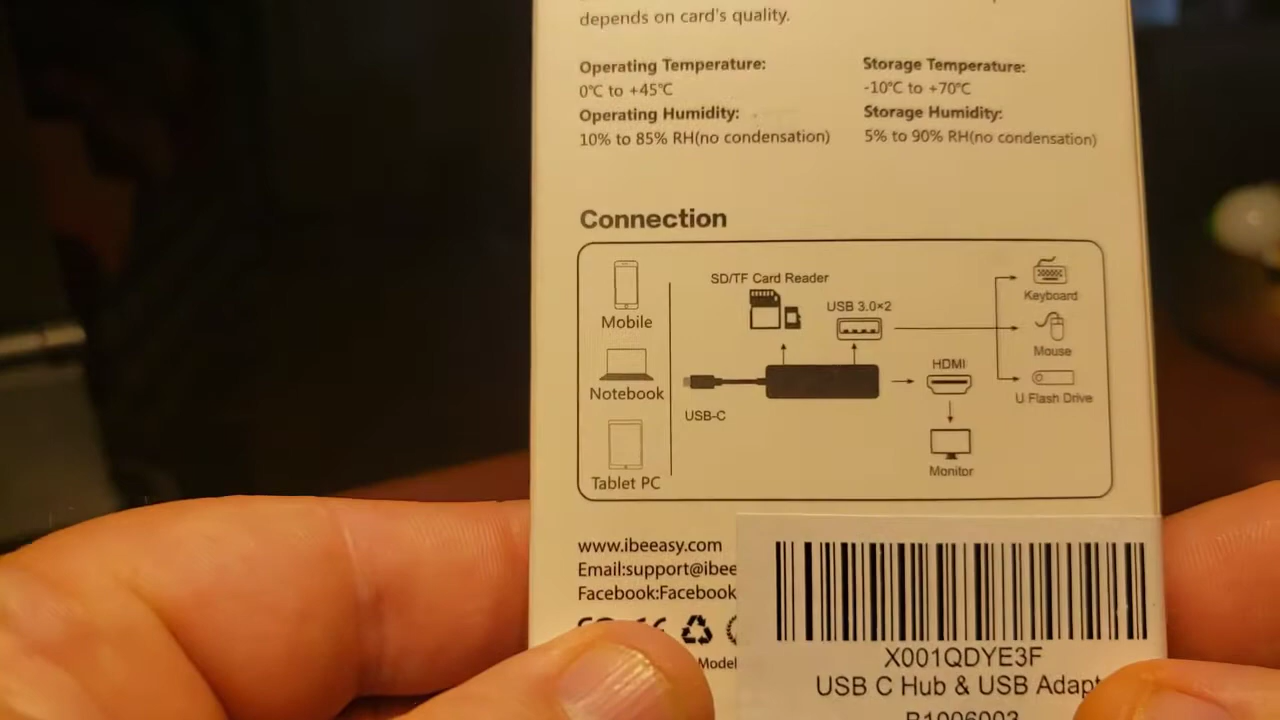 depends on card's quality.
Operating Temperature:
0℃ to +45℃
Operating Humidity:
10% to 85% RH(no condensation)
Storage Temperature:
-10℃ to +70℃
Storage Humidity:
5% to 90% RH(no condensation)
Connection
Mobile
Notebook
Tablet PC
SD/TF Card Reader
USB 3.0×2
USB-C
HDMI
Monitor
Keyboard
Mouse
U Flash Drive
www.ibeeasy.com
Email:support@ibee
Facebook:Facebook
Model
X001QDYE3F
USB C Hub & USB Adapt
B1006003